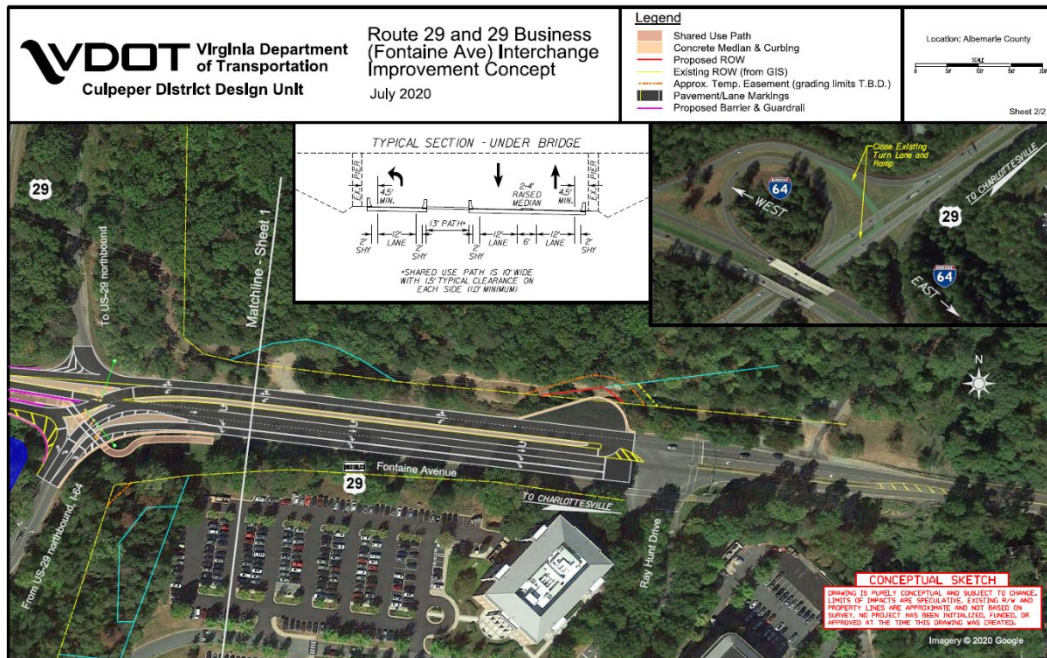 VDOT
Virginia Department
of Transportation
Culpeper District Design Unit
Route 29 and 29 Business
(Fontaine Ave) Interchange
Improvement Concept
July 2020
Legend
Shared Use Path
Concrete Median & Curbing
Proposed ROW
Existing ROW (from GIS)
Approx. Temp. Easement (grading limits T.B.D.)
Pavement/Lane Markings
Proposed Barrier & Guardrail
Location: Albemarle County
SCALE
0
50'
100'
Sheet 2/2
TYPICAL SECTION - UNDER BRIDGE
EX. PIER
4.5'
MIN.
2-4'
RAISED
MEDIAN
4.5'
MIN.
EX. PIER
13' PATH*
2'
SHY
12'
LANE
2'
SHY
2'
SHY
12'
LANE
6'
12'
LANE
2'
SHY
*SHARED USE PATH IS 10' WIDE
WITH 1.5' TYPICAL CLEARANCE ON
EACH SIDE (1.0' MINIMUM)
Close Existing
Turn Lane and
Ramp
TO CHARLOTTESVILLE
64
WEST
29
64
EAST
29
To US-29 northbound
Matchline - Sheet 1
N
Fontaine Avenue
29
TO CHARLOTTESVILLE
Ray Hunt Drive
From US-29 northbound, I-64
CONCEPTUAL SKETCH
DRAWING IS PURELY CONCEPTUAL AND SUBJECT TO CHANGE.
LIMITS OF IMPACTS ARE SPECULATIVE. EXISTING R/W AND
PROPERTY LINES ARE APPROXIMATE AND NOT BASED ON
SURVEY. NO PROJECT HAS BEEN INITIALIZED, FUNDED, OR
APPROVED AT THE TIME THIS DRAWING WAS CREATED.
Imagery © 2020 Google